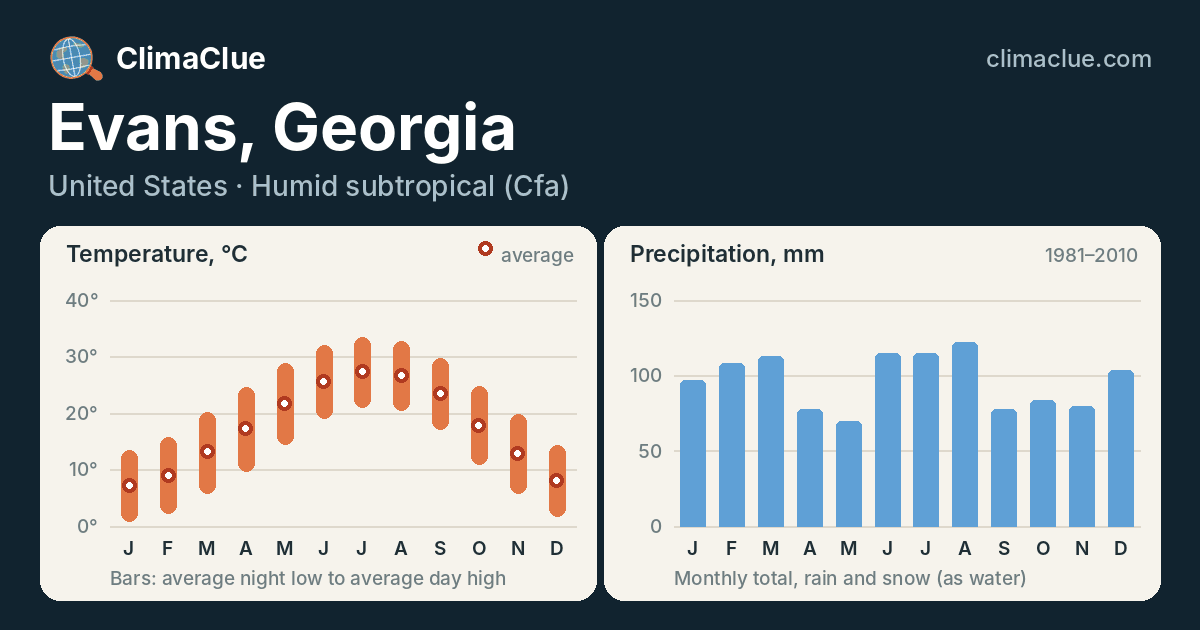 ClimaClue
climaclue.com
Evans, Georgia
United States · Humid subtropical (Cfa)
Temperature, °C
average
40°
30°
20°
10°
0°
J F M A M J J A S O N D
Bars: average night low to average day high
Precipitation, mm
1981–2010
150
100
50
0
J F M A M J J A S O N D
Monthly total, rain and snow (as water)